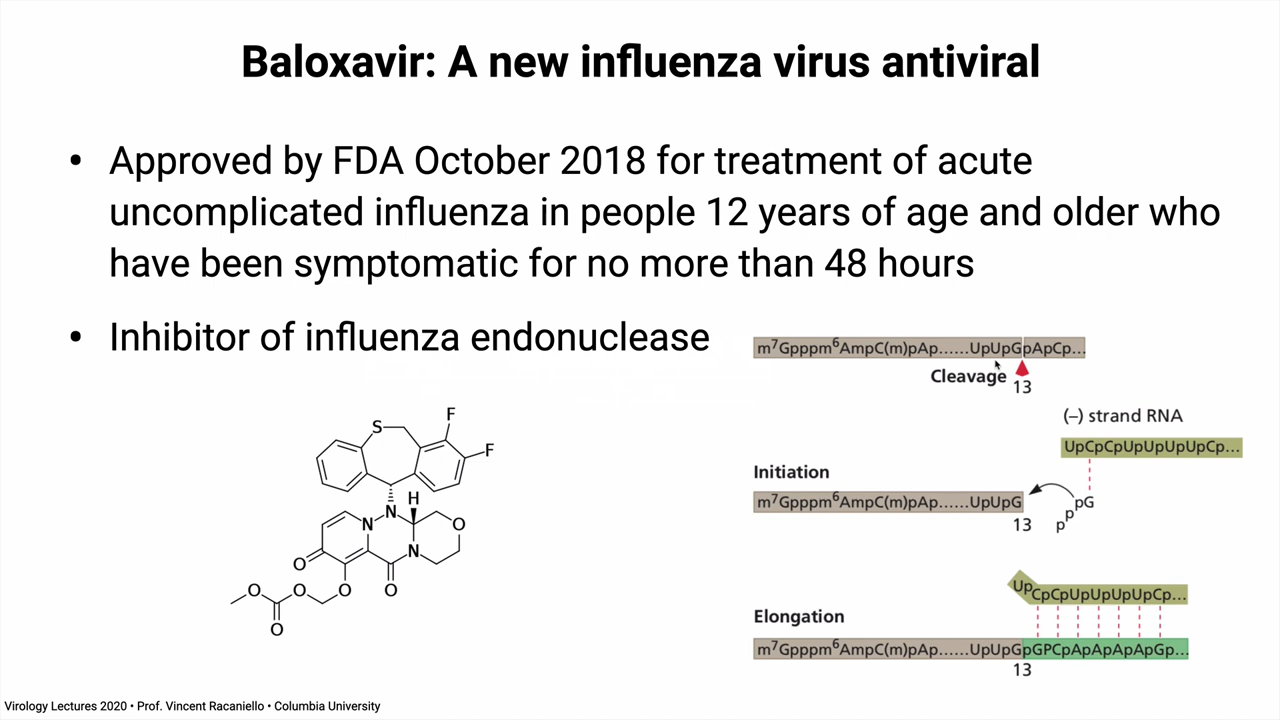 Baloxavir: A new influenza virus antiviral
• Approved by FDA October 2018 for treatment of acute
uncomplicated influenza in people 12 years of age and older who
have been symptomatic for no more than 48 hours
• Inhibitor of influenza endonuclease
m7Gpppm6AmpC(m)pAp......UpUpGpApCp...
Cleavage
13
(–) strand RNA
UpCpCpUpUpUpUpCp...
Initiation
m7Gpppm6AmpC(m)pAp......UpUpG
pG
p
p
13
Up
CpCpUpUpUpUpCp...
Elongation
m7Gpppm6AmpC(m)pAp......UpUpGpGPCpApApApApGp...
13
F
S
F
H
N
N
O
N
O
O
O
O
O
O
Virology Lectures 2020 • Prof. Vincent Racaniello • Columbia University